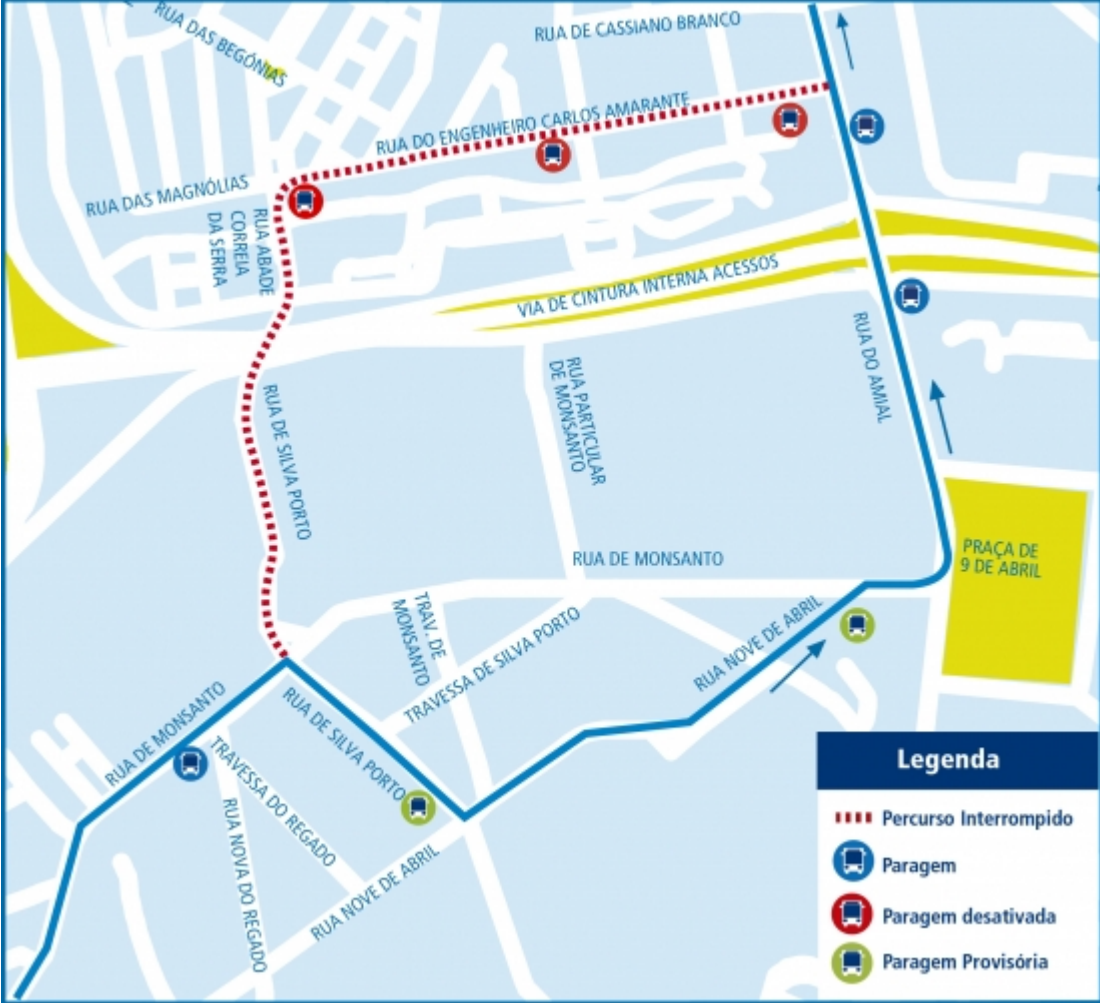 RUA DAS BEGÓNIAS
RUA DE CASSIANO BRANCO
RUA DO ENGENHEIRO CARLOS AMARANTE
RUA DAS MAGNÓLIAS
RUA ABADE
CORREIA
DA SERRA
VIA DE CINTURA INTERNA ACESSOS
RUA DO AMIAL
RUA PARTICULAR
DE MONSANTO
RUA DE SILVA PORTO
RUA DE MONSANTO
PRAÇA DE
9 DE ABRIL
TRAV. DE
MONSANTO
TRAVESSA DE SILVA PORTO
RUA NOVE DE ABRIL
RUA DE MONSANTO
RUA DE SILVA PORTO
TRAVESSA DO REGADO
RUA NOVA DO REGADO
RUA NOVE DE ABRIL
Legenda
Percurso Interrompido
Paragem
Paragem desativada
Paragem Provisória